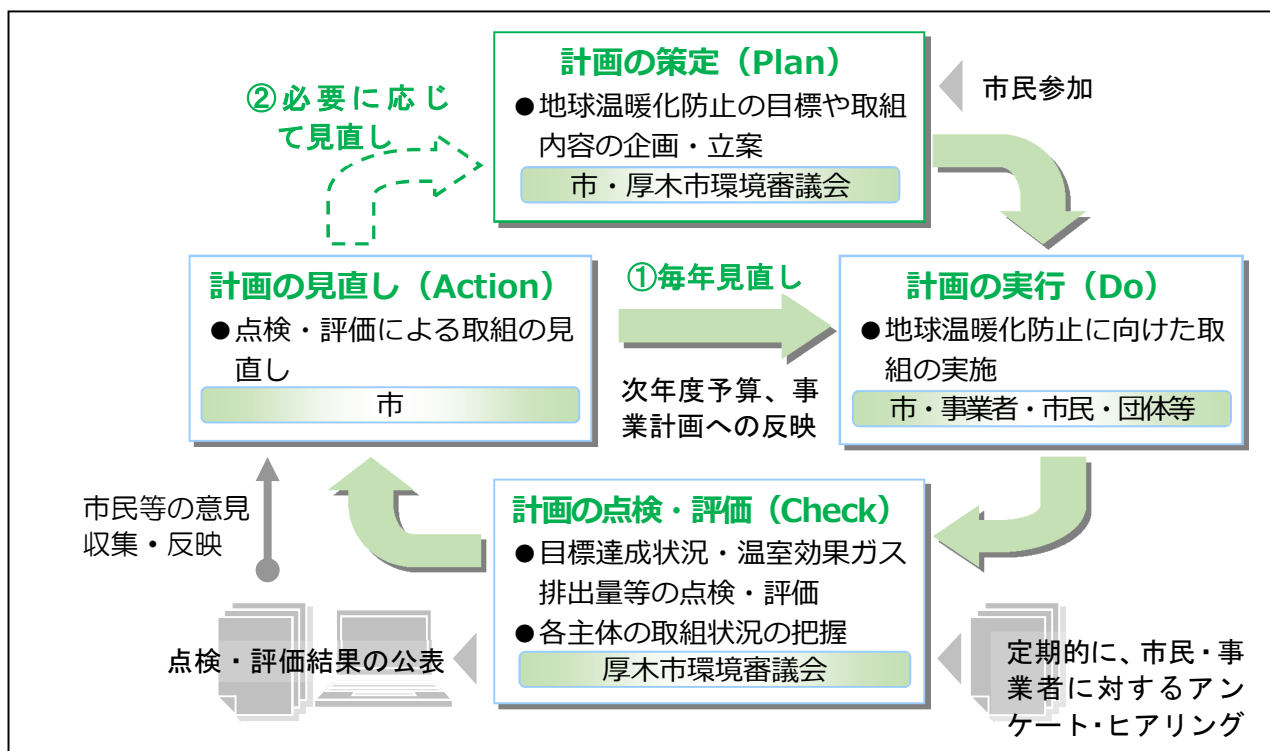 計画の策定（Plan）
●地球温暖化防止の目標や取組
内容の企画・立案
市・厚木市環境審議会
市民参加
②必要に応じ
て見直し
計画の見直し（Action）
●点検・評価による取組の見
直し
市
①毎年見直し
次年度予算、事
業計画への反映
計画の実行（Do）
●地球温暖化防止に向けた取
組の実施
市・事業者・市民・団体等
市民等の意見
収集・反映
計画の点検・評価（Check）
●目標達成状況・温室効果ガス
排出量等の点検・評価
●各主体の取組状況の把握
厚木市環境審議会
点検・評価結果の公表
定期的に、市民・事
業者に対するアン
ケート・ヒアリング